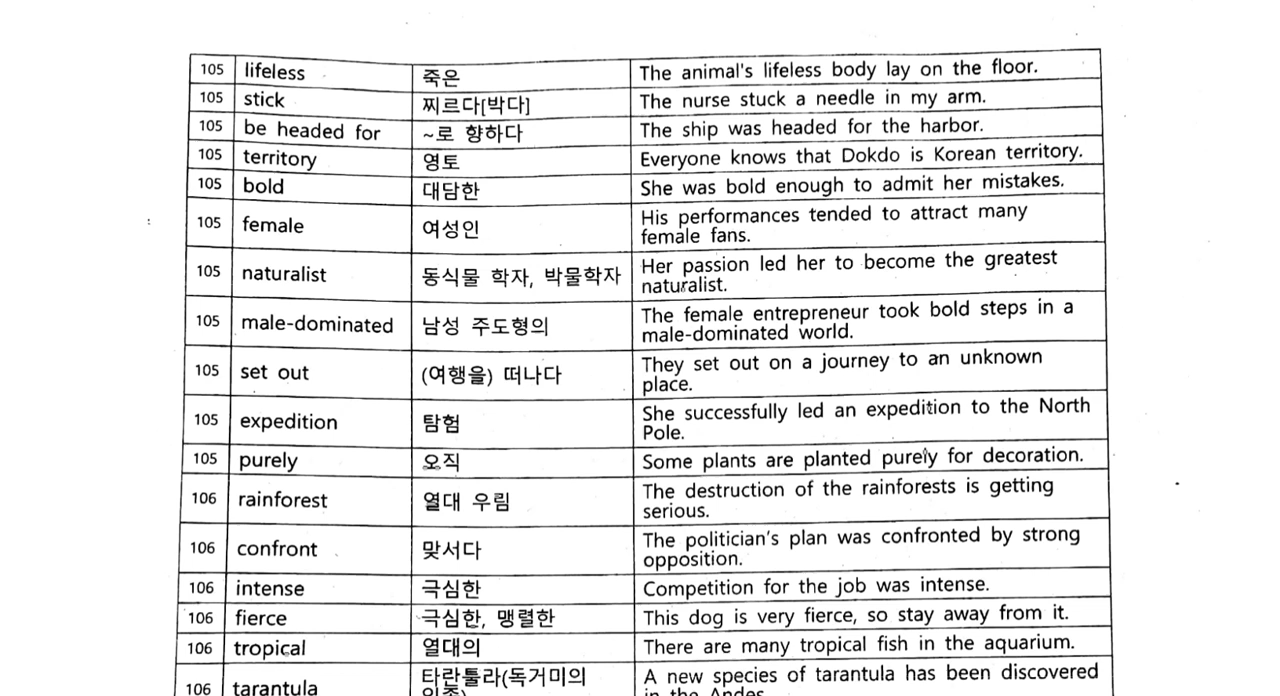 105 lifeless 죽은 The animal's lifeless body lay on the floor.
105 stick 찌르다[박다] The nurse stuck a needle in my arm.
105 be headed for ~로 향하다 The ship was headed for the harbor.
105 territory 영토 Everyone knows that Dokdo is Korean territory.
105 bold 대담한 She was bold enough to admit her mistakes.
105 female 여성인 His performances tended to attract many
female fans.
105 naturalist 동식물 학자, 박물학자 Her passion led her to become the greatest
naturalist.
105 male-dominated 남성 주도형의 The female entrepreneur took bold steps in a
male-dominated world.
105 set out (여행을) 떠나다 They set out on a journey to an unknown
place.
105 expedition 탐험 She successfully led an expedition to the North
Pole.
105 purely 오직 Some plants are planted purely for decoration.
106 rainforest 열대 우림 The destruction of the rainforests is getting
serious.
106 confront 맞서다 The politician's plan was confronted by strong
opposition.
106 intense 극심한 Competition for the job was intense.
106 fierce 극심한, 맹렬한 This dog is very fierce, so stay away from it.
106 tropical 열대의 There are many tropical fish in the aquarium.
106 tarantula 타란툴라(독거미의 A new species of tarantula has been discovered
in the Andes